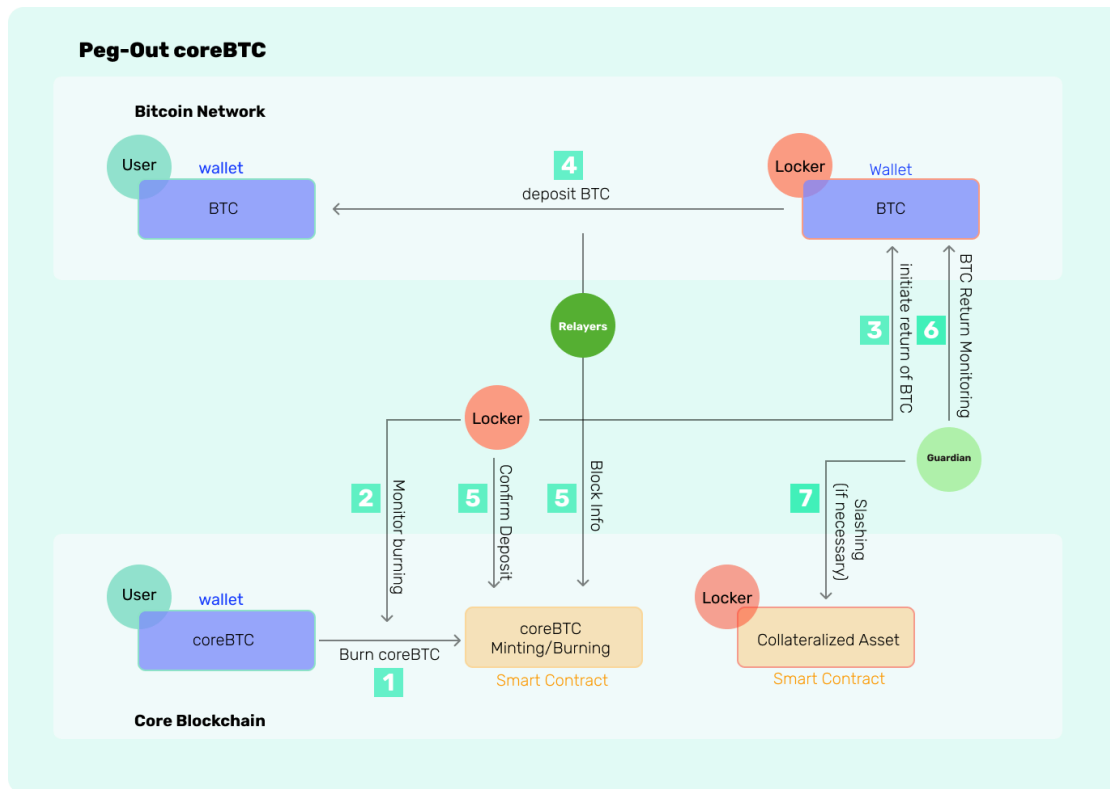 Peg-Out coreBTC
Bitcoin Network
User
wallet
BTC
4
deposit BTC
Locker
Wallet
BTC
Relayers
3
initiate return of BTC
6
BTC Return Monitoring
Locker
Guardian
2
Monitor burning
5
Confirm Deposit
5
Block Info
7
Slashing
(if necessary)
User
wallet
coreBTC
Burn coreBTC
1
coreBTC
Minting/Burning
Smart Contract
Locker
Collateralized Asset
Smart Contract
Core Blockchain